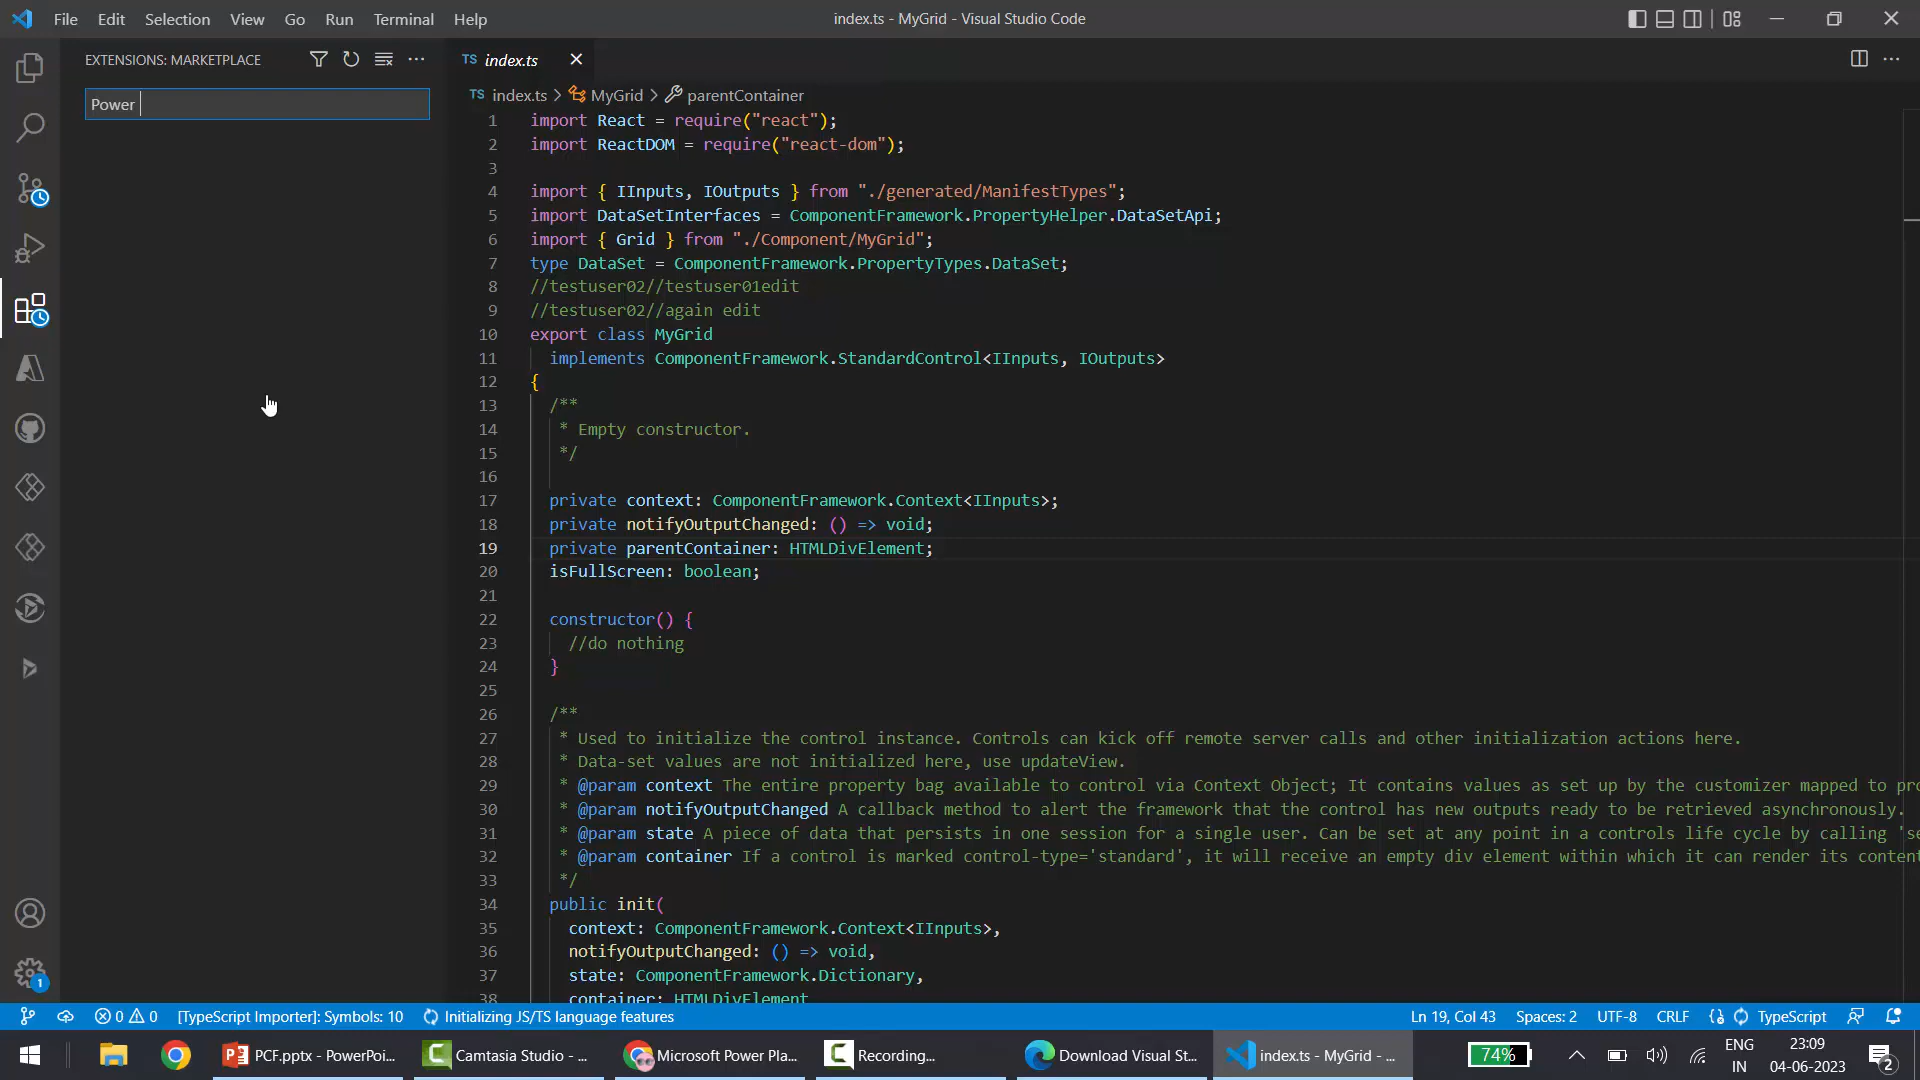 File Edit Selection View Go Run Terminal Help
index.ts - MyGrid - Visual Studio Code
EXTENSIONS: MARKETPLACE
Power
TS index.ts
TS index.ts > MyGrid > parentContainer
1 import React = require("react");
2 import ReactDOM = require("react-dom");
3
4 import { IInputs, IOutputs } from "./generated/ManifestTypes";
5 import DataSetInterfaces = ComponentFramework.PropertyHelper.DataSetApi;
6 import { Grid } from "./Component/MyGrid";
7 type DataSet = ComponentFramework.PropertyTypes.DataSet;
8 //testuser02//testuser01edit
9 //testuser02//again edit
10 export class MyGrid
11 implements ComponentFramework.StandardControl<IInputs, IOutputs>
12 {
13 /**
14 * Empty constructor.
15 */
16
17 private context: ComponentFramework.Context<IInputs>;
18 private notifyOutputChanged: () => void;
19 private parentContainer: HTMLDivElement;
20 isFullScreen: boolean;
21
22 constructor() {
23 //do nothing
24 }
25
26 /**
27 * Used to initialize the control instance. Controls can kick off remote server calls and other initialization actions here.
28 * Data-set values are not initialized here, use updateView.
29 * @param context The entire property bag available to control via Context Object; It contains values as set up by the customizer mapped to pro
30 * @param notifyOutputChanged A callback method to alert the framework that the control has new outputs ready to be retrieved asynchronously.
31 * @param state A piece of data that persists in one session for a single user. Can be set at any point in a controls life cycle by calling 'se
32 * @param container If a control is marked control-type='standard', it will receive an empty div element within which it can render its content
33 */
34 public init(
35 context: ComponentFramework.Context<IInputs>,
36 notifyOutputChanged: () => void,
37 state: ComponentFramework.Dictionary,
38 container: HTMLDivElement
1
0 0 [TypeScript Importer]: Symbols: 10 Initializing JS/TS language features
Ln 19, Col 43 Spaces: 2 UTF-8 CRLF TypeScript
PCF.pptx - PowerPoi...
Camtasia Studio - ...
Microsoft Power Pla...
Recording...
Download Visual St...
index.ts - MyGrid - ...
74%
ENG
IN
23:09
04-06-2023
2